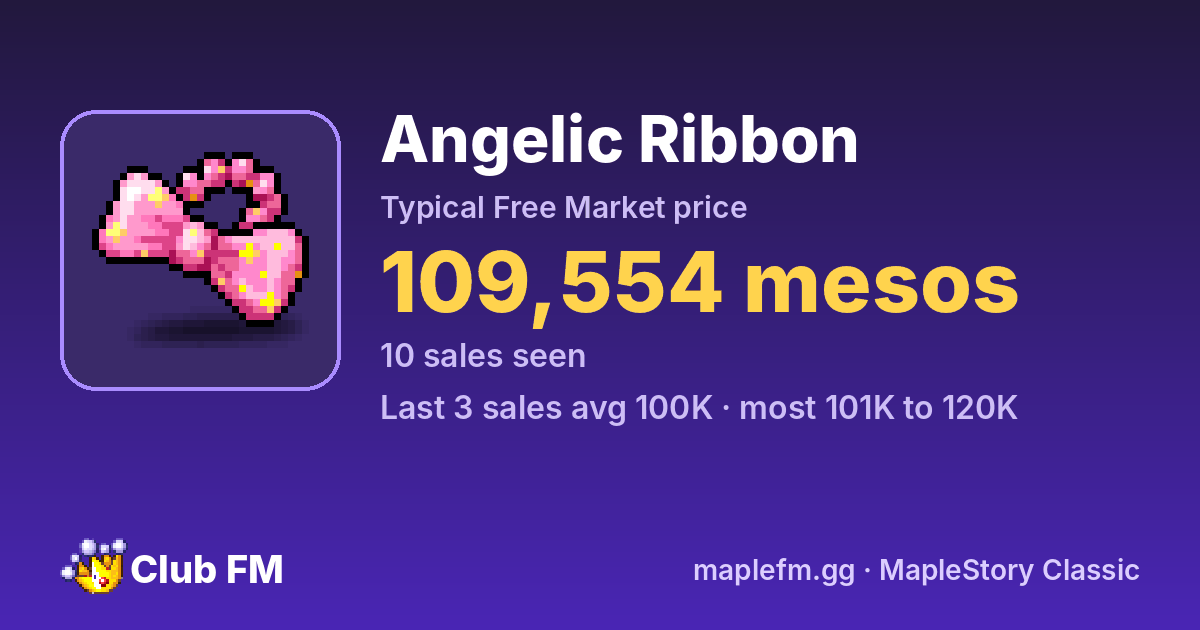 Angelic Ribbon
Typical Free Market price
109,554 mesos
10 sales seen
Last 3 sales avg 100K · most 101K to 120K
Club FM
maplefm.gg · MapleStory Classic